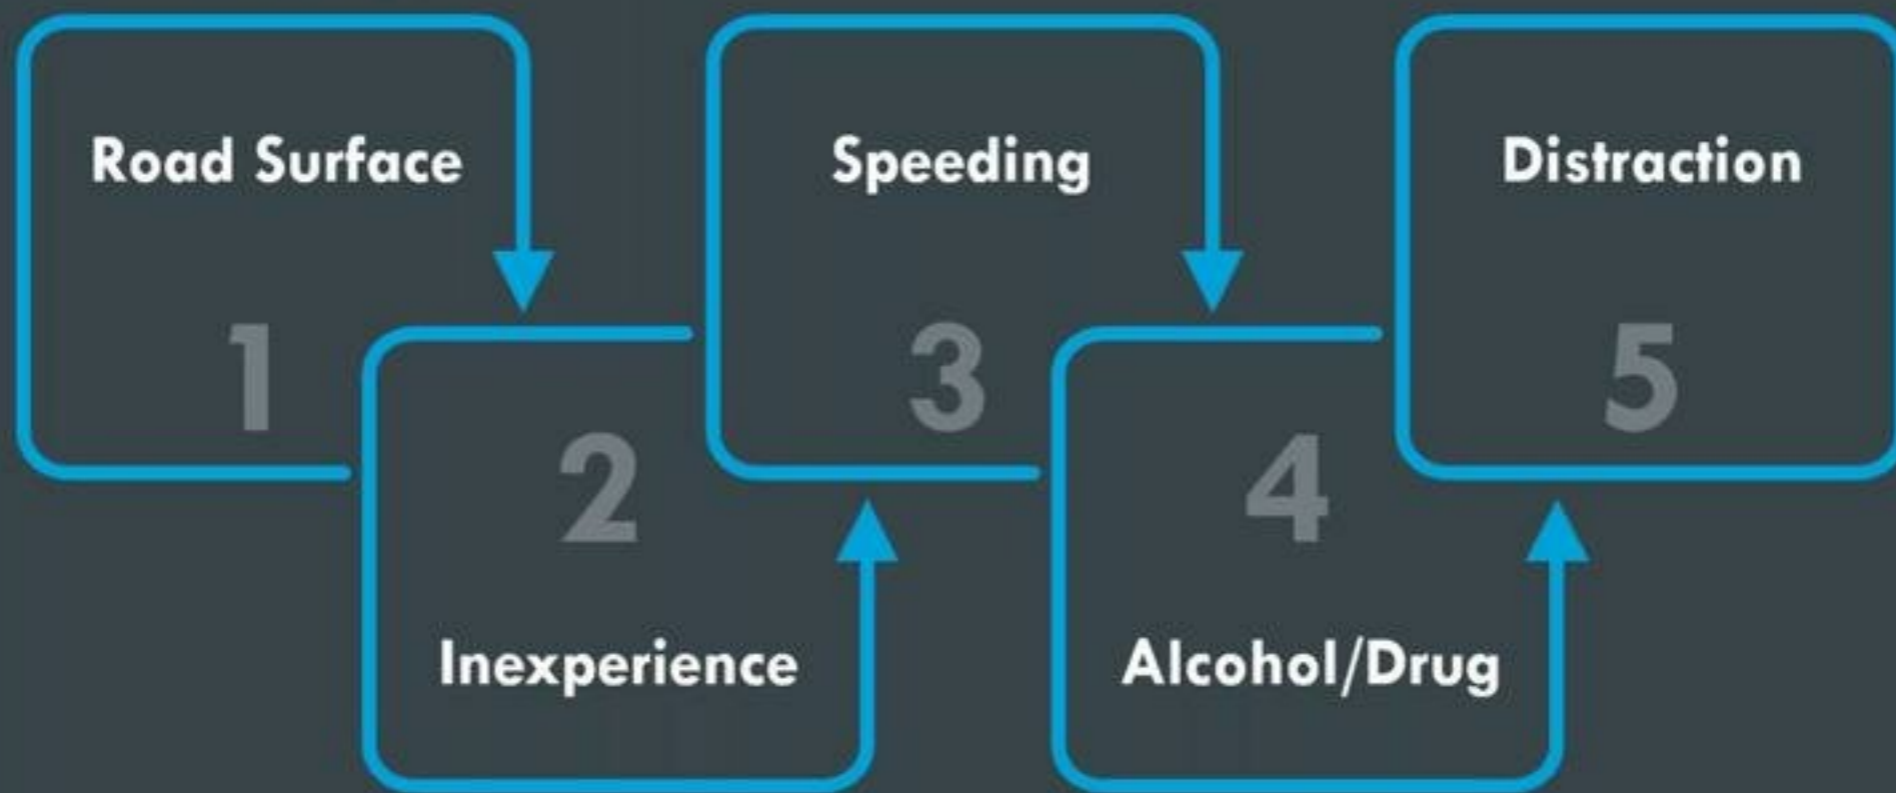 Road Surface
1
2
Inexperience
Speeding
3
4
Alcohol/Drug
Distraction
5